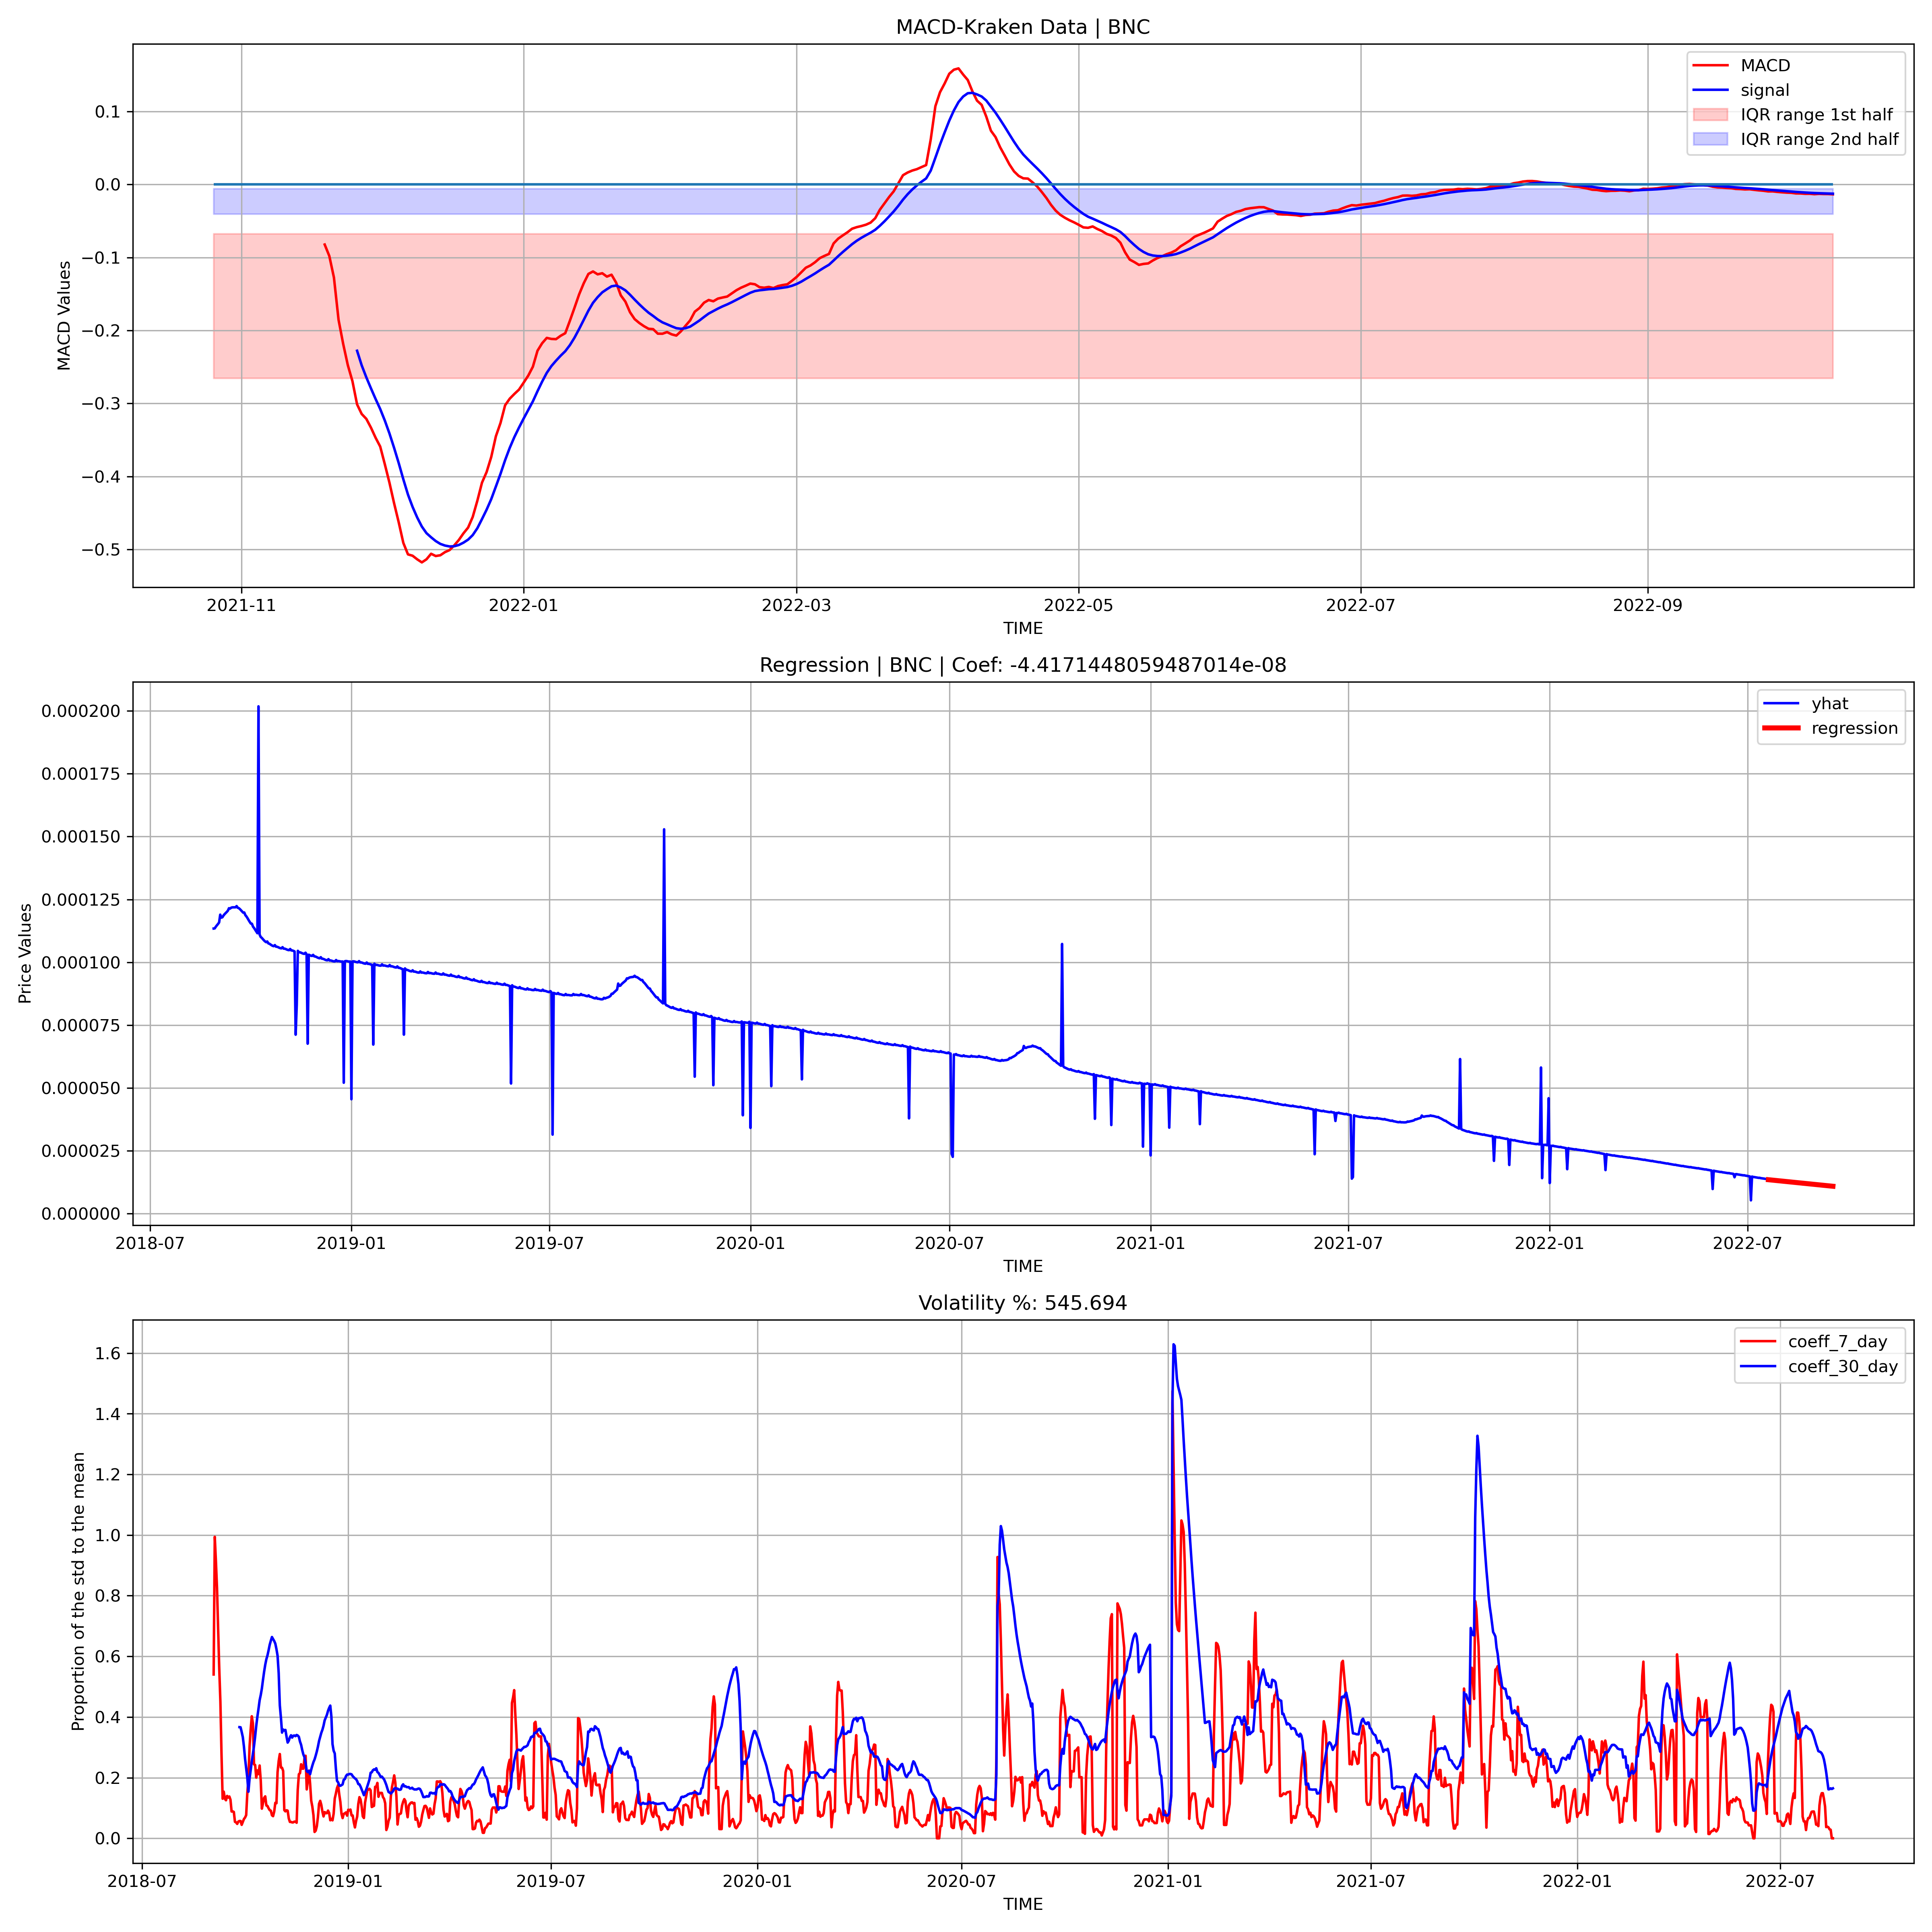 MACD-Kraken Data | BNC
MACD
signal
IQR range 1st half
IQR range 2nd half
MACD Values
0.1
0.0
−0.1
−0.2
−0.3
−0.4
−0.5
2021-11 2022-01 2022-03 2022-05 2022-07 2022-09
TIME
Regression | BNC | Coef: -4.4171448059487014e-08
yhat
regression
Price Values
0.000200
0.000175
0.000150
0.000125
0.000100
0.000075
0.000050
0.000025
0.000000
2018-07 2019-01 2019-07 2020-01 2020-07 2021-01 2021-07 2022-01 2022-07
TIME
Volatility %: 545.694
coeff_7_day
coeff_30_day
Proportion of the std to the mean
1.6
1.4
1.2
1.0
0.8
0.6
0.4
0.2
0.0
2018-07 2019-01 2019-07 2020-01 2020-07 2021-01 2021-07 2022-01 2022-07
TIME